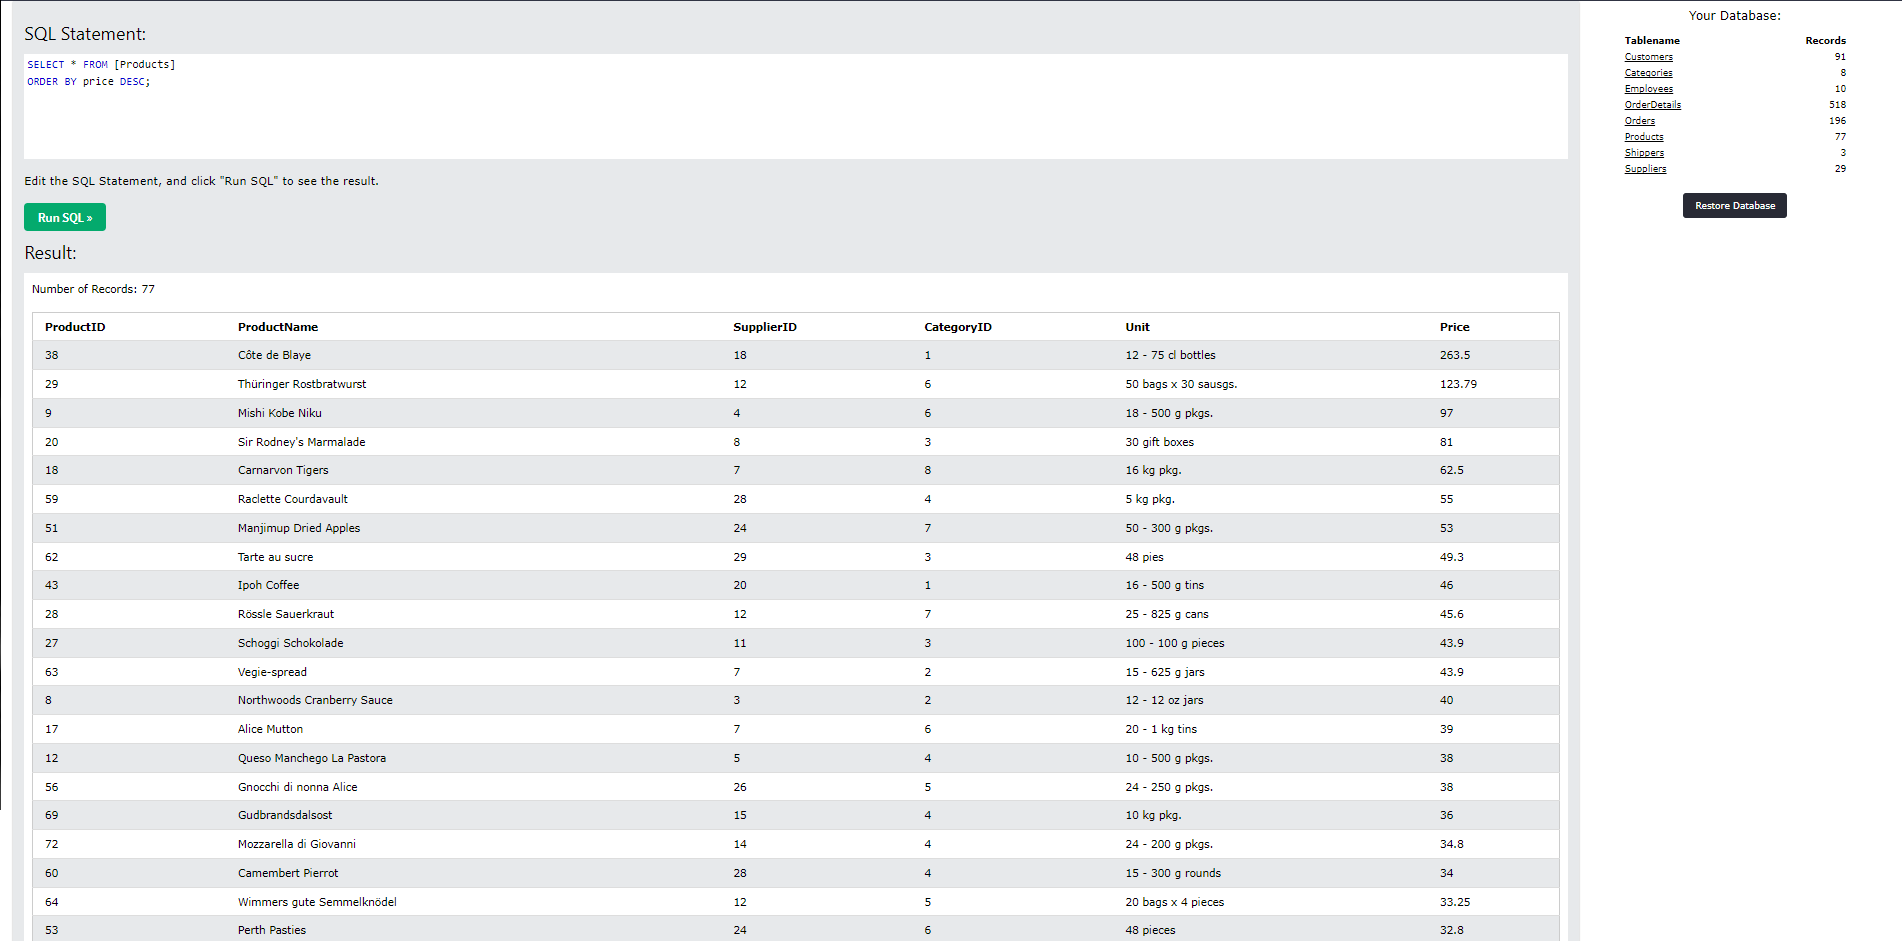 SQL Statement:
SELECT * FROM [Products]
ORDER BY price DESC;
Edit the SQL Statement, and click "Run SQL" to see the result.
Run SQL »
Result:
Number of Records: 77
ProductID ProductName SupplierID CategoryID Unit Price
38 Côte de Blaye 18 1 12 - 75 cl bottles 263.5
29 Thüringer Rostbratwurst 12 6 50 bags x 30 sausgs. 123.79
9 Mishi Kobe Niku 4 6 18 - 500 g pkgs. 97
20 Sir Rodney's Marmalade 8 3 30 gift boxes 81
18 Carnarvon Tigers 7 8 16 kg pkg. 62.5
59 Raclette Courdavault 28 4 5 kg pkg. 55
51 Manjimup Dried Apples 24 7 50 - 300 g pkgs. 53
62 Tarte au sucre 29 3 48 pies 49.3
43 Ipoh Coffee 20 1 16 - 500 g tins 46
28 Rössle Sauerkraut 12 7 25 - 825 g cans 45.6
27 Schoggi Schokolade 11 3 100 - 100 g pieces 43.9
63 Vegie-spread 7 2 15 - 625 g jars 43.9
8 Northwoods Cranberry Sauce 3 2 12 - 12 oz jars 40
17 Alice Mutton 7 6 20 - 1 kg tins 39
12 Queso Manchego La Pastora 5 4 10 - 500 g pkgs. 38
56 Gnocchi di nonna Alice 26 5 24 - 250 g pkgs. 38
69 Gudbrandsdalsost 15 4 10 kg pkg. 36
72 Mozzarella di Giovanni 14 4 24 - 200 g pkgs. 34.8
60 Camembert Pierrot 28 4 15 - 300 g rounds 34
64 Wimmers gute Semmelknödel 12 5 20 bags x 4 pieces 33.25
53 Perth Pasties 24 6 48 pieces 32.8
Your Database:
Tablename Records
Customers 91
Categories 8
Employees 10
OrderDetails 518
Orders 196
Products 77
Shippers 3
Suppliers 29
Restore Database